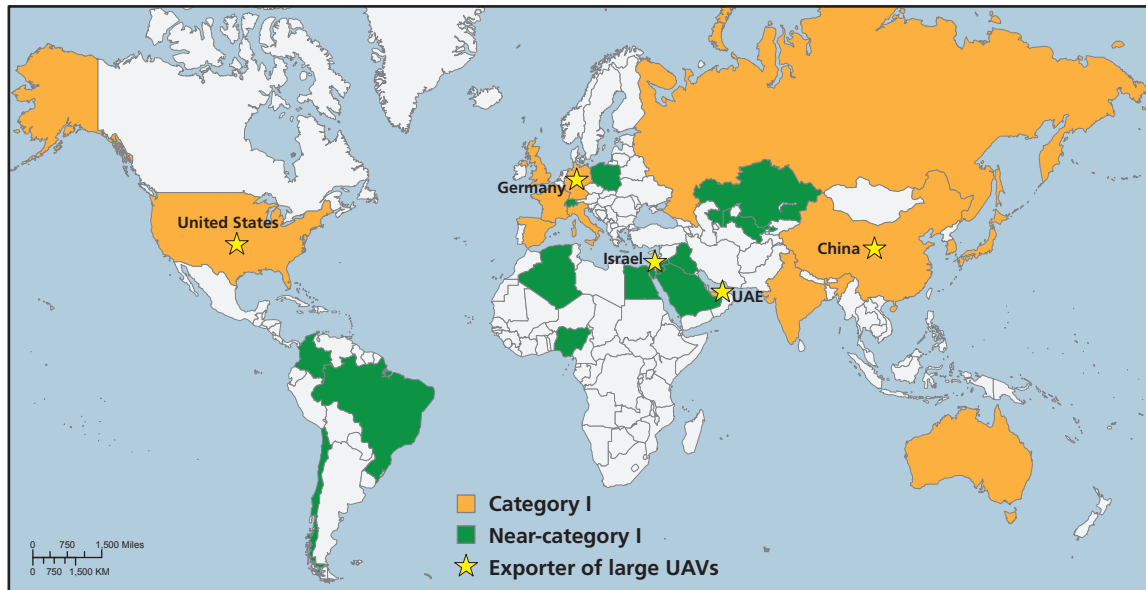 Germany
United States
Israel
China
UAE
Category I
Near-category I
Exporter of large UAVs
0 750 1,500 Miles
0 750 1,500 KM